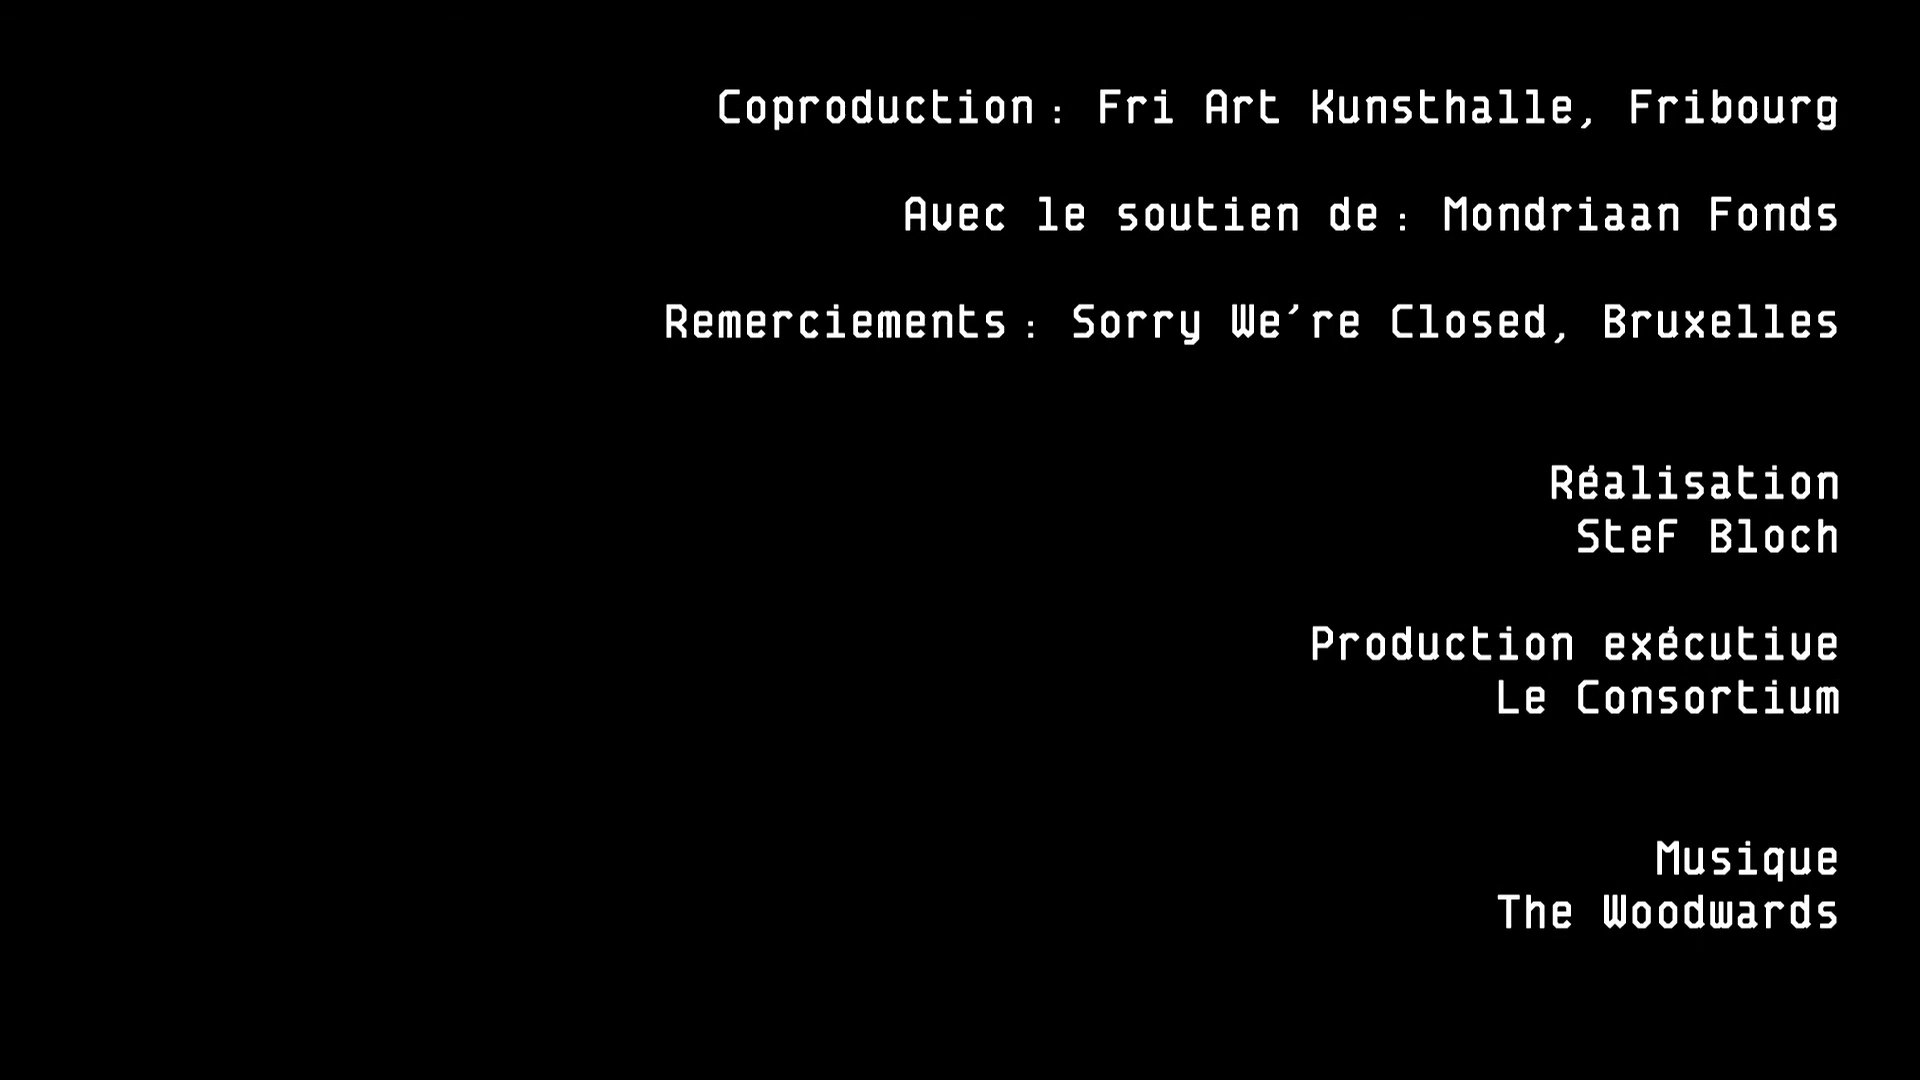 Coproduction : Fri Art Kunsthalle, Fribourg
Avec le soutien de : Mondriaan Fonds
Remerciements : Sorry We’re Closed, Bruxelles
Réalisation
Stef Bloch
Production exécutive
Le Consortium
Musique
The Woodwards